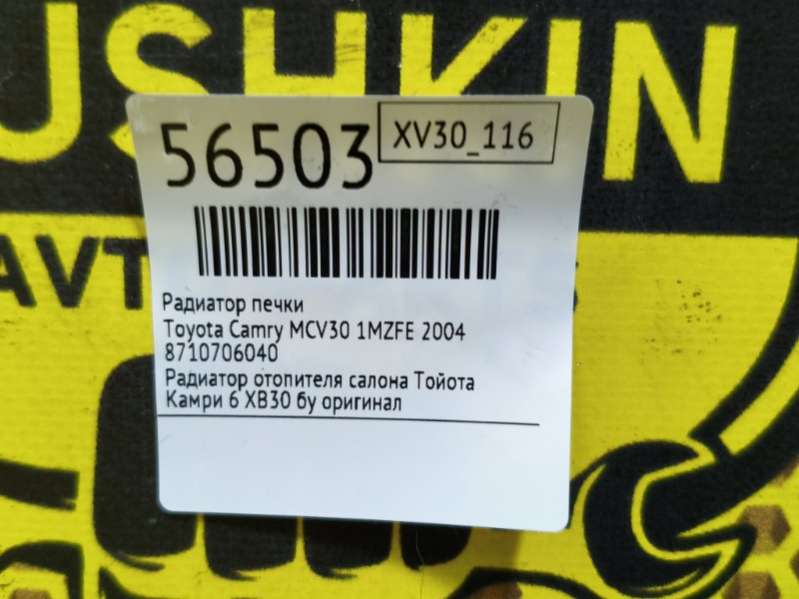 USHKIN
56503
XV30_116
AVT
Радиатор печки
Toyota Camry MCV30 1MZFE 2004
8710706040
Радиатор отопителя салона Тойота
Камри 6 ХВ30 бу оригинал